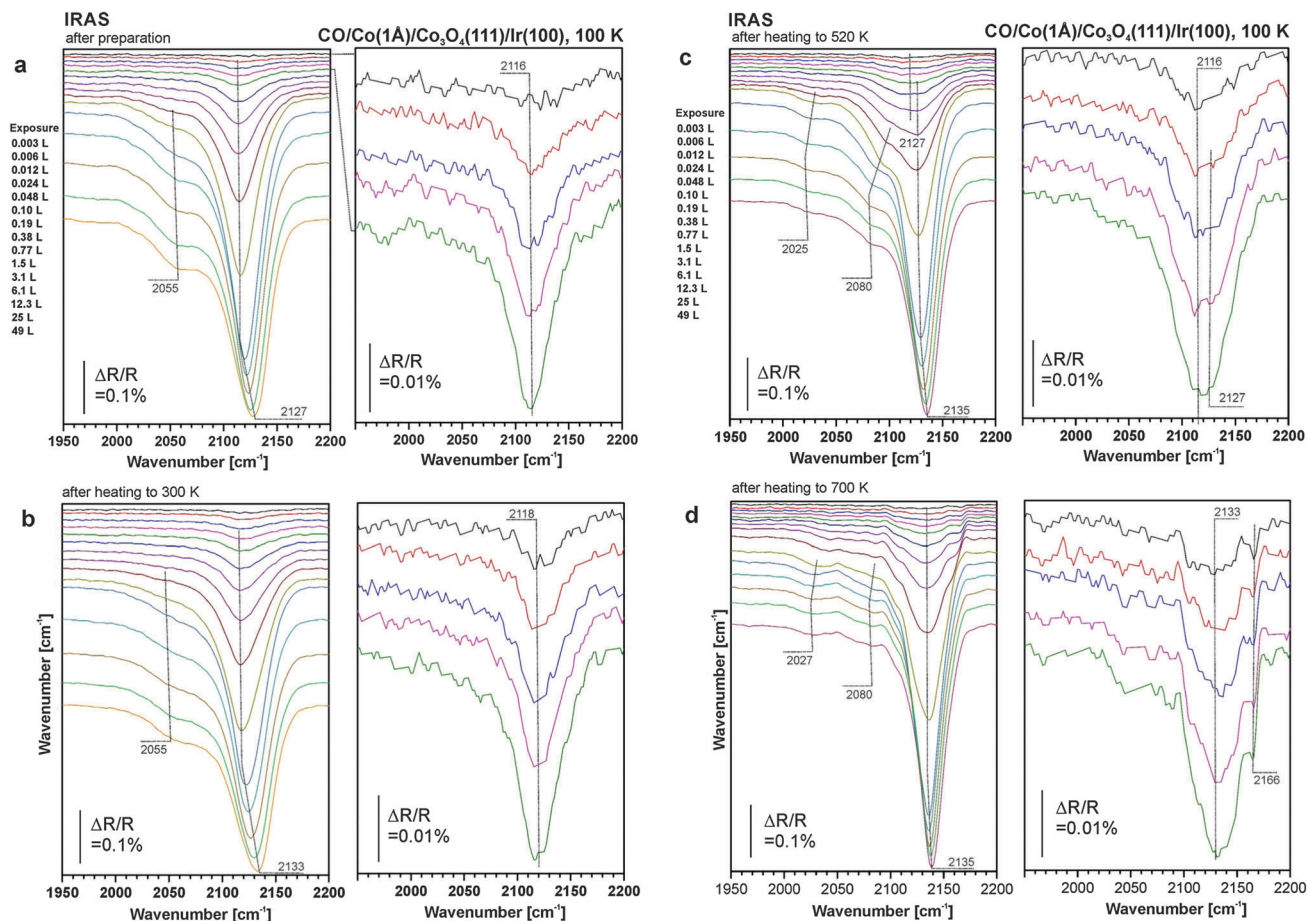 IRAS
after preparation
CO/Co(1Å)/Co₃O₄(111)/Ir(100), 100 K
a
2116
Exposure
0.003 L
0.006 L
0.012 L
0.024 L
0.048 L
0.10 L
0.19 L
0.38 L
0.77 L
1.5 L
3.1 L
6.1 L
12.3 L
25 L
49 L
2055
ΔR/R
=0.1%
2127
ΔR/R
=0.01%
1950 2000 2050 2100 2150 2200
Wavenumber [cm⁻¹]
2000 2050 2100 2150 2200
Wavenumber [cm⁻¹]
after heating to 300 K
b
2118
Wavenumber [cm⁻¹]
2055
ΔR/R
=0.1%
2133
ΔR/R
=0.01%
1950 2000 2050 2100 2150 2200
Wavenumber [cm⁻¹]
2000 2050 2100 2150 2200
Wavenumber [cm⁻¹]
IRAS
after heating to 520 K
CO/Co(1Å)/Co₃O₄(111)/Ir(100), 100 K
c
2116
Exposure
0.003 L
0.006 L
0.012 L
0.024 L
0.048 L
0.10 L
0.19 L
0.38 L
0.77 L
1.5 L
3.1 L
6.1 L
12.3 L
25 L
49 L
2127
2025
2080
ΔR/R
=0.1%
2135
ΔR/R
=0.01%
2127
1950 2000 2050 2100 2150 2200
Wavenumber [cm⁻¹]
2000 2050 2100 2150 2200
Wavenumber [cm⁻¹]
after heating to 700 K
d
2133
Wavenumber [cm⁻¹]
2027
2080
ΔR/R
=0.1%
2135
ΔR/R
=0.01%
2166
1950 2000 2050 2100 2150 2200
Wavenumber [cm⁻¹]
2000 2050 2100 2150 2200
Wavenumber [cm⁻¹]